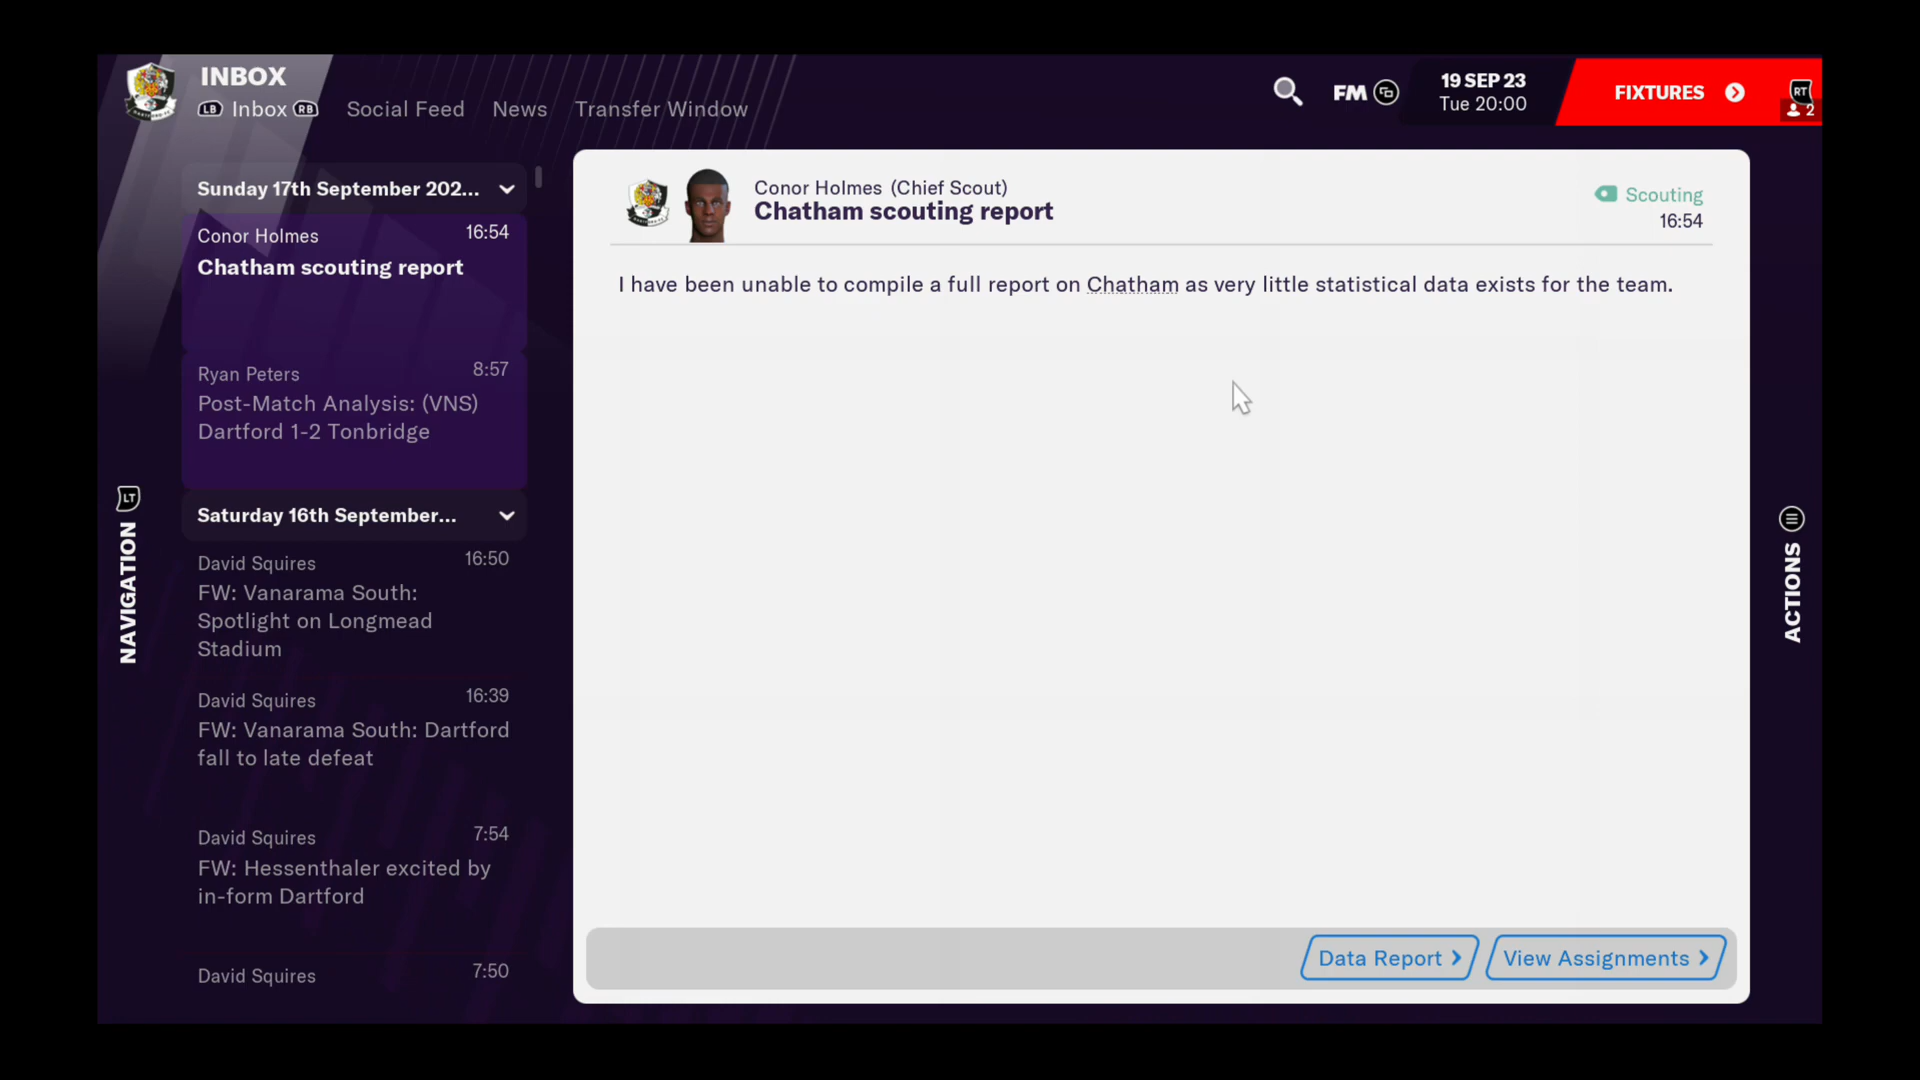 INBOX
LB Inbox RB Social Feed News Transfer Window
FM
19 SEP 23
Tue 20:00
FIXTURES
RT
2
Sunday 17th September 202...
Conor Holmes 16:54
Chatham scouting report
Ryan Peters 8:57
Post-Match Analysis: (VNS)
Dartford 1-2 Tonbridge
Saturday 16th September...
David Squires 16:50
FW: Vanarama South:
Spotlight on Longmead
Stadium
David Squires 16:39
FW: Vanarama South: Dartford
fall to late defeat
David Squires 7:54
FW: Hessenthaler excited by
in-form Dartford
David Squires 7:50
LT
NAVIGATION
Conor Holmes (Chief Scout)
Chatham scouting report
Scouting
16:54
I have been unable to compile a full report on Chatham as very little statistical data exists for the team.
Data Report
View Assignments
ACTIONS